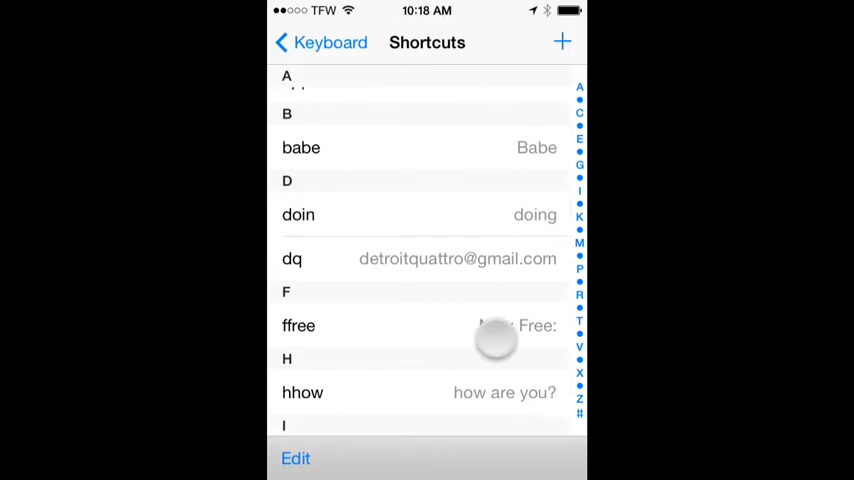 TFW 10:18 AM
Keyboard Shortcuts +
A
B
babe Babe
D
doin doing
dq detroitquattro@gmail.com
F
ffree Free:
H
hhow how are you?
I
Edit
A
C
E
G
I
K
M
P
R
T
V
X
Z
#